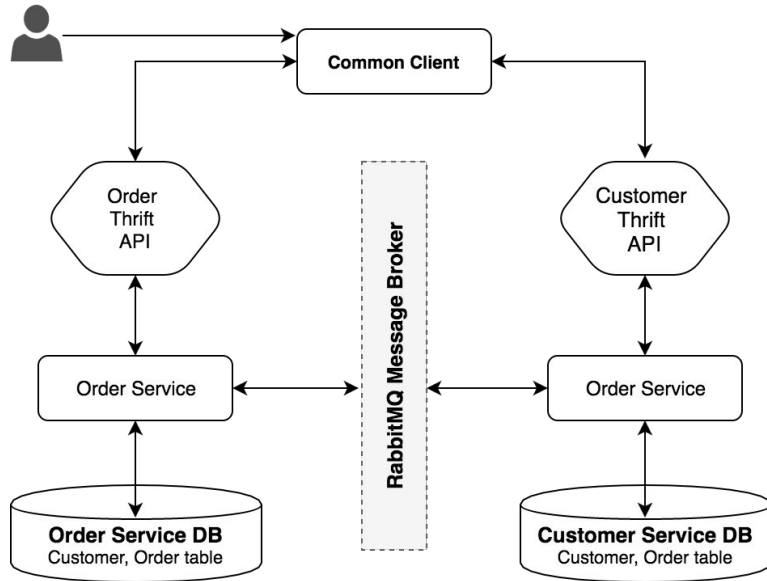 Common Client
Order
Thrift
API
Customer
Thrift
API
RabbitMQ Message Broker
Order Service
Order Service
Order Service DB
Customer, Order table
Customer Service DB
Customer, Order table